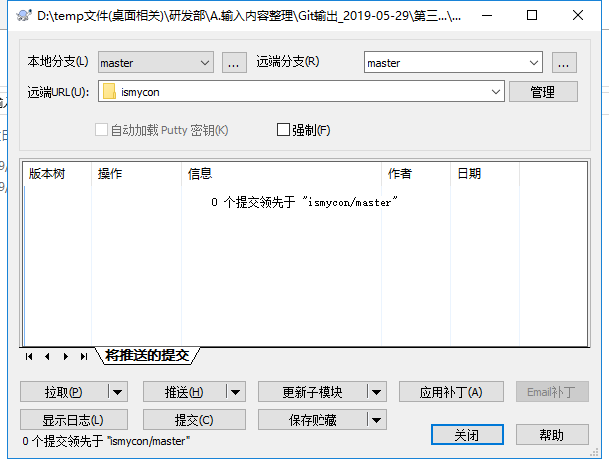 D:\temp文件(桌面相关)\研发部\A.输入内容整理\Git输出_2019-05-29\第三...\...
本地分支(L) master ... 远端分支(R) master ...
远端URL(U): ismycon 管理
自动加载 Putty 密钥(K) 强制(F)
版本树 操作 信息 作者 日期
0 个提交领先于 "ismycon/master"
将推送的提交
拉取(P) 推送(H) 更新子模块 应用补丁(A) Email补丁
显示日志(L) 提交(C) 保存贮藏
0 个提交领先于 "ismycon/master" 关闭 帮助